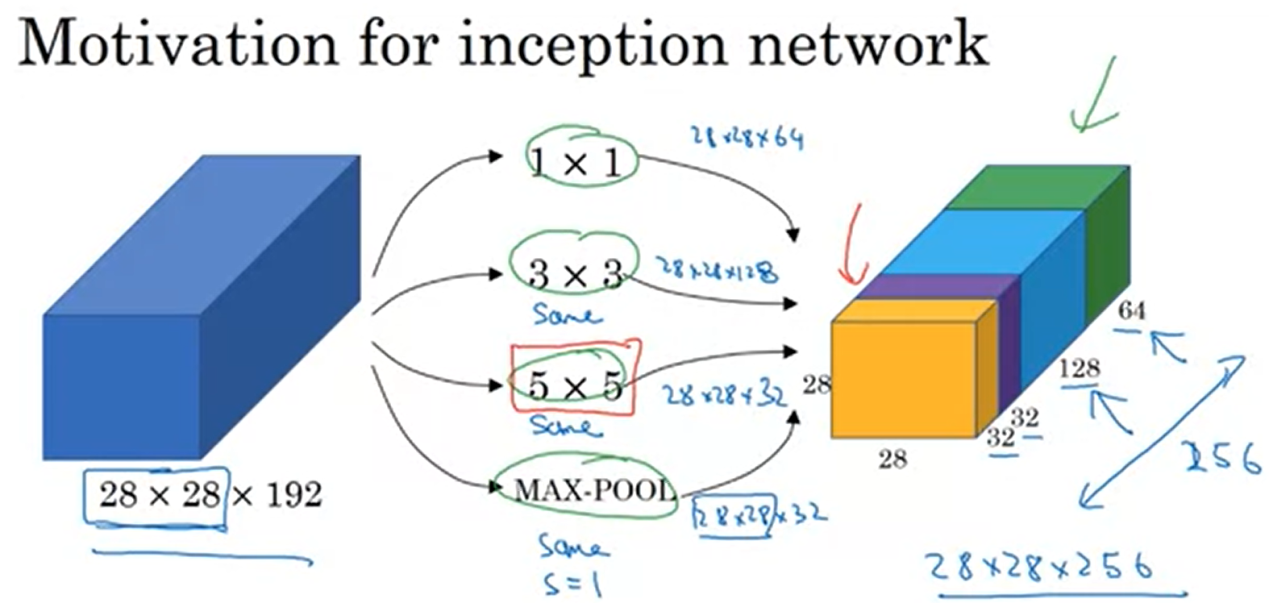 Motivation for inception network
28 × 28 × 192
1 × 1
28×28×64
3 × 3
Same
28×28×128
5 × 5
Same
28×28×32
MAX-POOL
Same
s=1
28×28×32
28
28
32
32
128
64
256
28×28×256